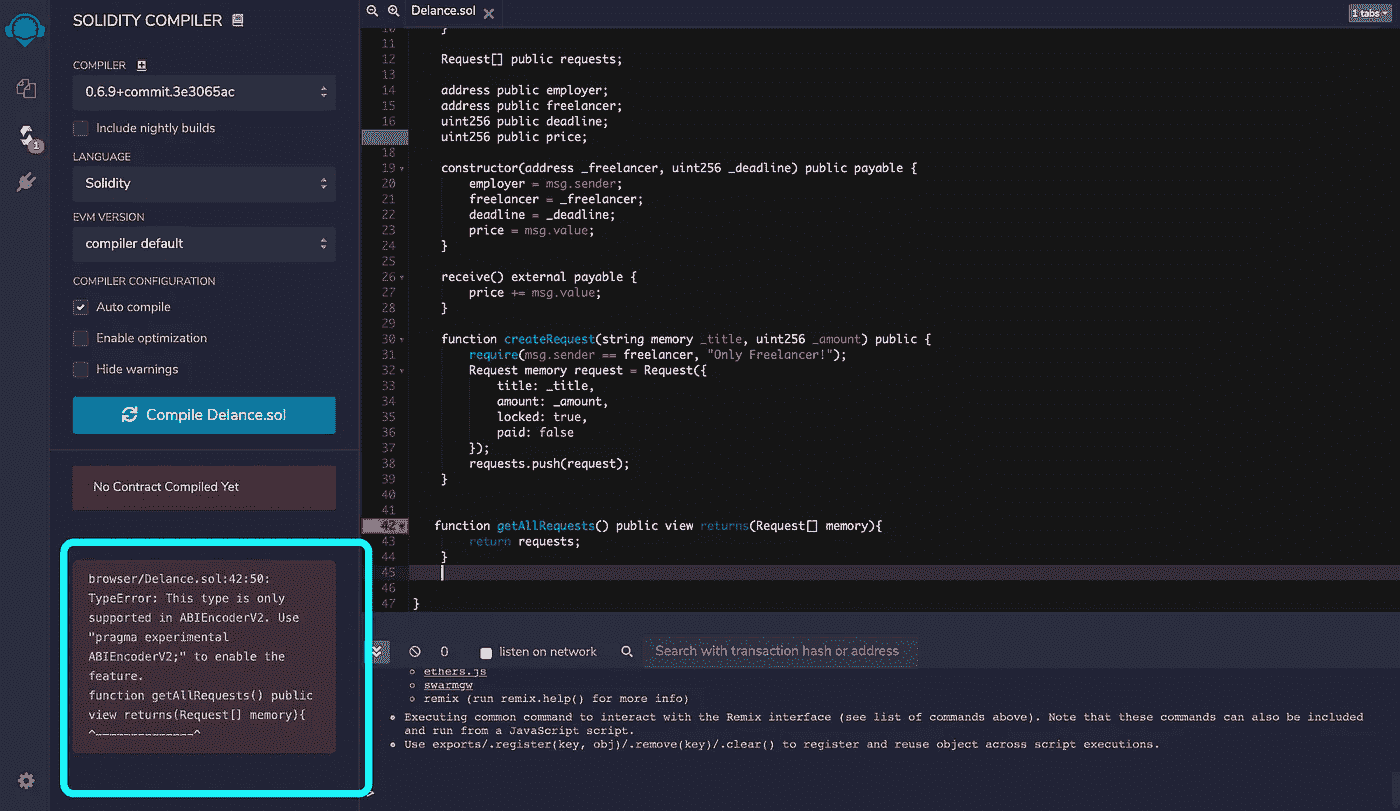 SOLIDITY COMPILER
COMPILER
0.6.9+commit.3e3065ac
Include nightly builds
LANGUAGE
Solidity
EVM VERSION
compiler default
COMPILER CONFIGURATION
Auto compile
Enable optimization
Hide warnings
Compile Delance.sol
No Contract Compiled Yet
browser/Delance.sol:42:50:
TypeError: This type is only
supported in ABIEncoderV2. Use
"pragma experimental
ABIEncoderV2;" to enable the
feature.
function getAllRequests() public
view returns(Request[] memory){
^--------------^
1
Delance.sol
1 tabs
10 }
11
12 Request[] public requests;
13
14 address public employer;
15 address public freelancer;
16 uint256 public deadline;
uint256 public price;
18
19 constructor(address _freelancer, uint256 _deadline) public payable {
20 employer = msg.sender;
21 freelancer = _freelancer;
22 deadline = _deadline;
23 price = msg.value;
24 }
25
26 receive() external payable {
27 price += msg.value;
28 }
29
30 function createRequest(string memory _title, uint256 _amount) public {
31 require(msg.sender == freelancer, "Only Freelancer!");
32 Request memory request = Request({
33 title: _title,
34 amount: _amount,
35 locked: true,
36 paid: false
37 });
38 requests.push(request);
39 }
40
41
42 function getAllRequests() public view returns(Request[] memory){
43 return requests;
44 }
45
46
47 }
0 listen on network Search with transaction hash or address
ethers.js
swarmgw
remix (run remix.help() for more info)
Executing common command to interact with the Remix interface (see list of commands above). Note that these commands can also be included
and run from a JavaScript script.
Use exports/.register(key, obj)/.remove(key)/.clear() to register and reuse object across script executions.
>